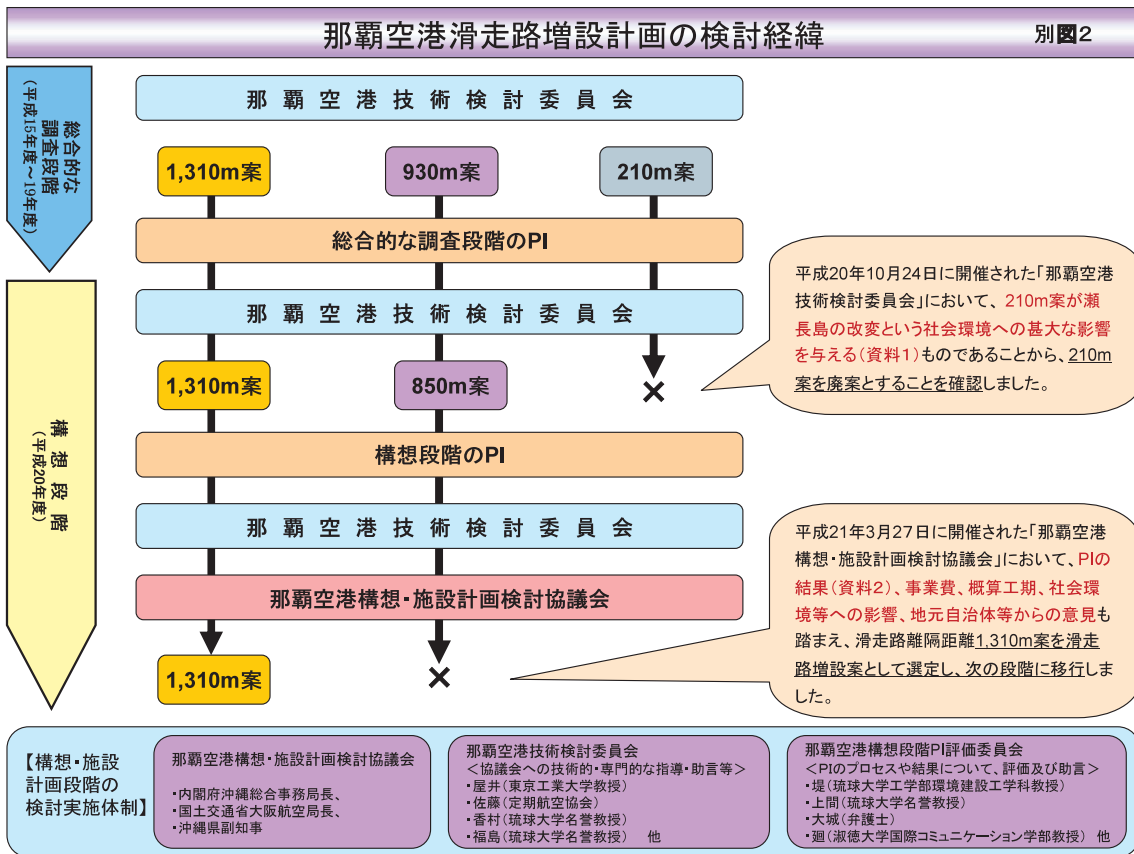 那覇空港滑走路増設計画の検討経緯
別図2
総合的な
調査段階
(平成15年度~19年度)
那覇空港技術検討委員会
1,310m案
930m案
210m案
総合的な調査段階のPI
那覇空港技術検討委員会
平成20年10月24日に開催された「那覇空港
技術検討委員会」において、210m案が瀬
長島の改変という社会環境への甚大な影響
を与える(資料1)ものであることから、210m
案を廃案とすることを確認しました。
1,310m案
850m案
×
構想段階
(平成20年度)
構想段階のPI
那覇空港技術検討委員会
那覇空港構想・施設計画検討協議会
平成21年3月27日に開催された「那覇空港
構想・施設計画検討協議会」において、PIの
結果(資料2)、事業費、概算工期、社会環
境等への影響、地元自治体等からの意見も
踏まえ、滑走路離隔距離1,310m案を滑走
路増設案として選定し、次の段階に移行しま
した。
1,310m案
×
【構想・施設
計画段階の
検討実施体制】
那覇空港構想・施設計画検討協議会
・内閣府沖縄総合事務局長、
・国土交通省大阪航空局長、
・沖縄県副知事
那覇空港技術検討委員会
<協議会への技術的・専門的な指導・助言等>
・屋井(東京工業大学教授)
・佐藤(定期航空協会)
・香村(琉球大学名誉教授)
・福島(琉球大学名誉教授) 他
那覇空港構想段階PI評価委員会
<PIのプロセスや結果について、評価及び助言>
・堤(琉球大学工学部環境建設工学科教授)
・上間(琉球大学名誉教授)
・大城(弁護士)
・廻(淑徳大学国際コミュニケーション学部教授) 他